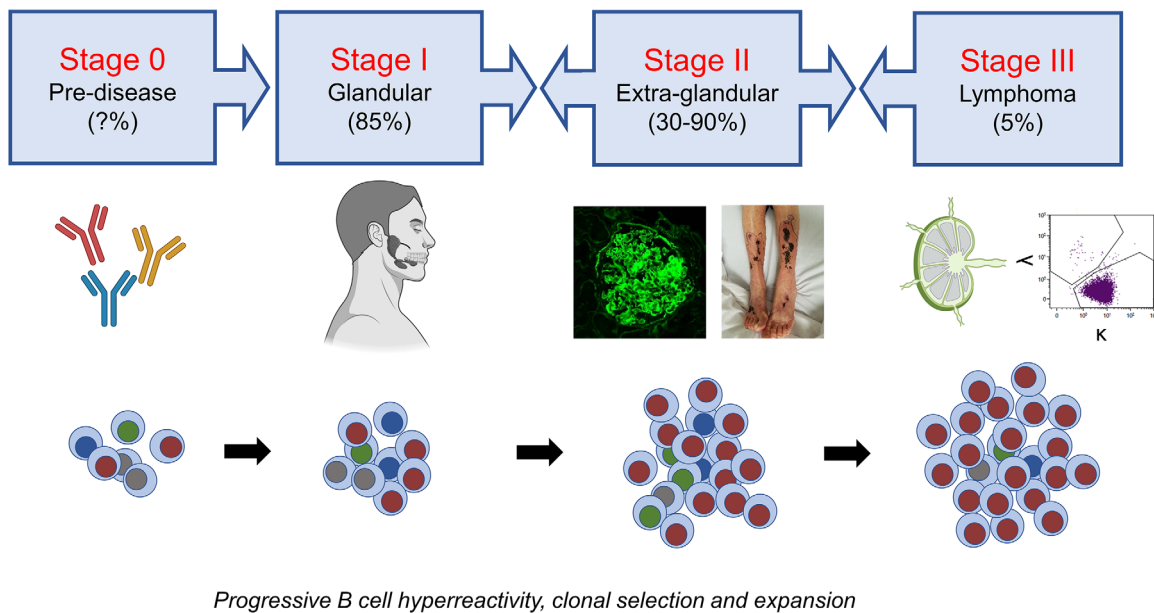 Stage 0
Pre-disease
(?%)
Stage I
Glandular
(85%)
Stage II
Extra-glandular
(30-90%)
Stage III
Lymphoma
(5%)
λ
κ
Progressive B cell hyperreactivity, clonal selection and expansion